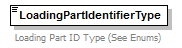 LoadingPartIdentifierType
Loading Part ID Type (See Enums)